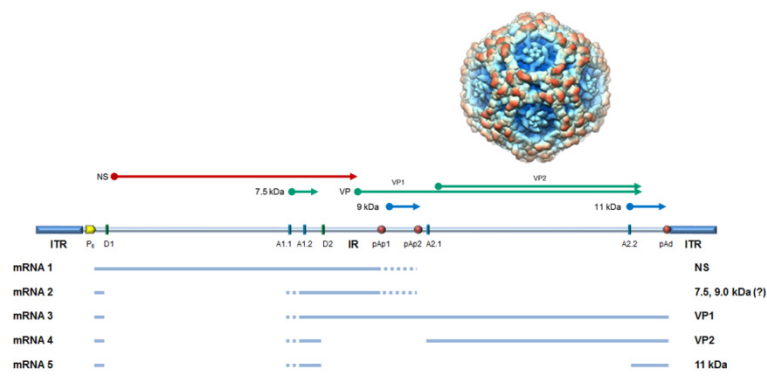 NS
VP1
VP2
7.5 kDa
VP
9 kDa
11 kDa
ITR
P6
D1
A1.1
A1.2
D2
IR
pAp1
pAp2
A2.1
A2.2
pAd
ITR
mRNA 1 NS
mRNA 2 7.5, 9.0 kDa (?)
mRNA 3 VP1
mRNA 4 VP2
mRNA 5 11 kDa